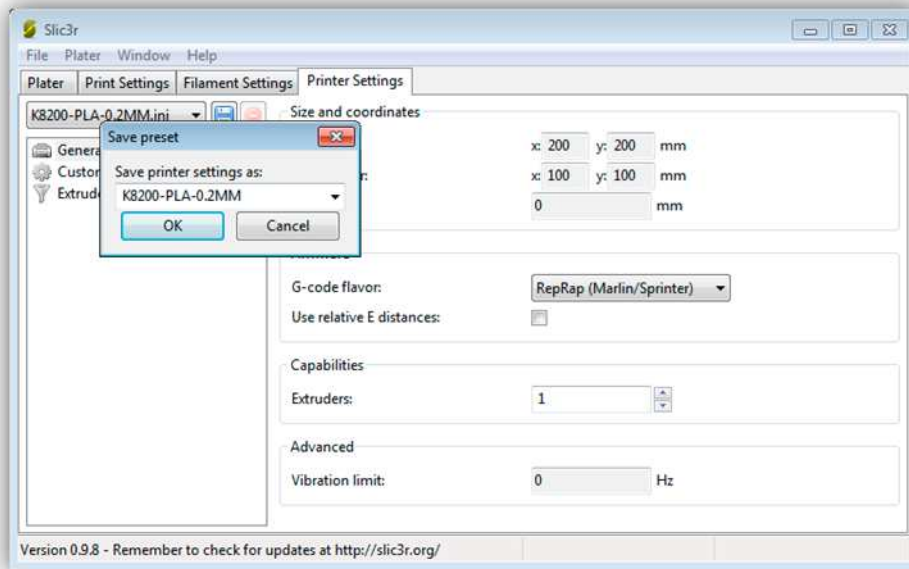 Slic3r
File Plater Window Help
Plater Print Settings Filament Settings Printer Settings
K8200-PLA-0.2MM.ini
Size and coordinates
Save preset
Save printer settings as:
K8200-PLA-0.2MM
OK Cancel
x: 200 y: 200 mm
x: 100 y: 100 mm
0 mm
G-code flavor: RepRap (Marlin/Sprinter)
Use relative E distances:
Capabilities
Extruders: 1
Advanced
Vibration limit: 0 Hz
Version 0.9.8 - Remember to check for updates at http://slic3r.org/